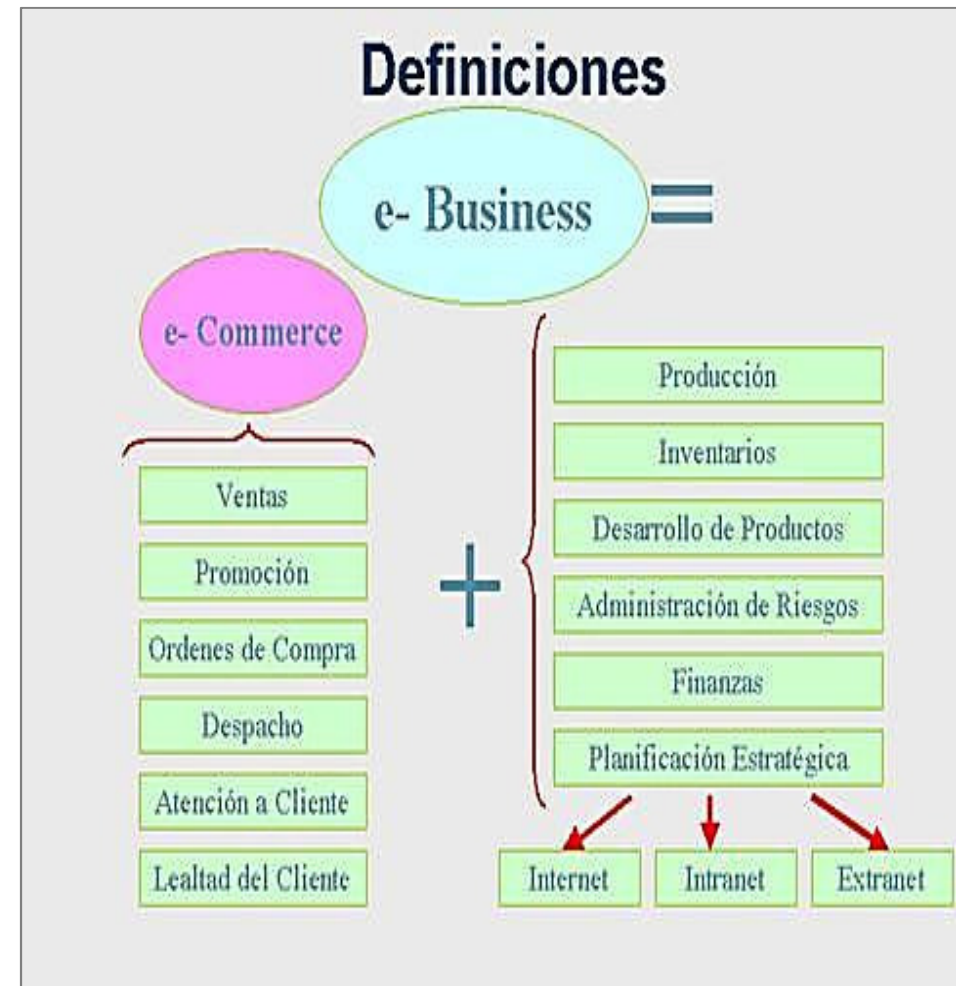 Definiciones
e- Business =
e- Commerce
Ventas
Promoción
Ordenes de Compra
Despacho
Atención a Cliente
Lealtad del Cliente
+
Producción
Inventarios
Desarrollo de Productos
Administración de Riesgos
Finanzas
Planificación Estratégica
Internet
Intranet
Extranet